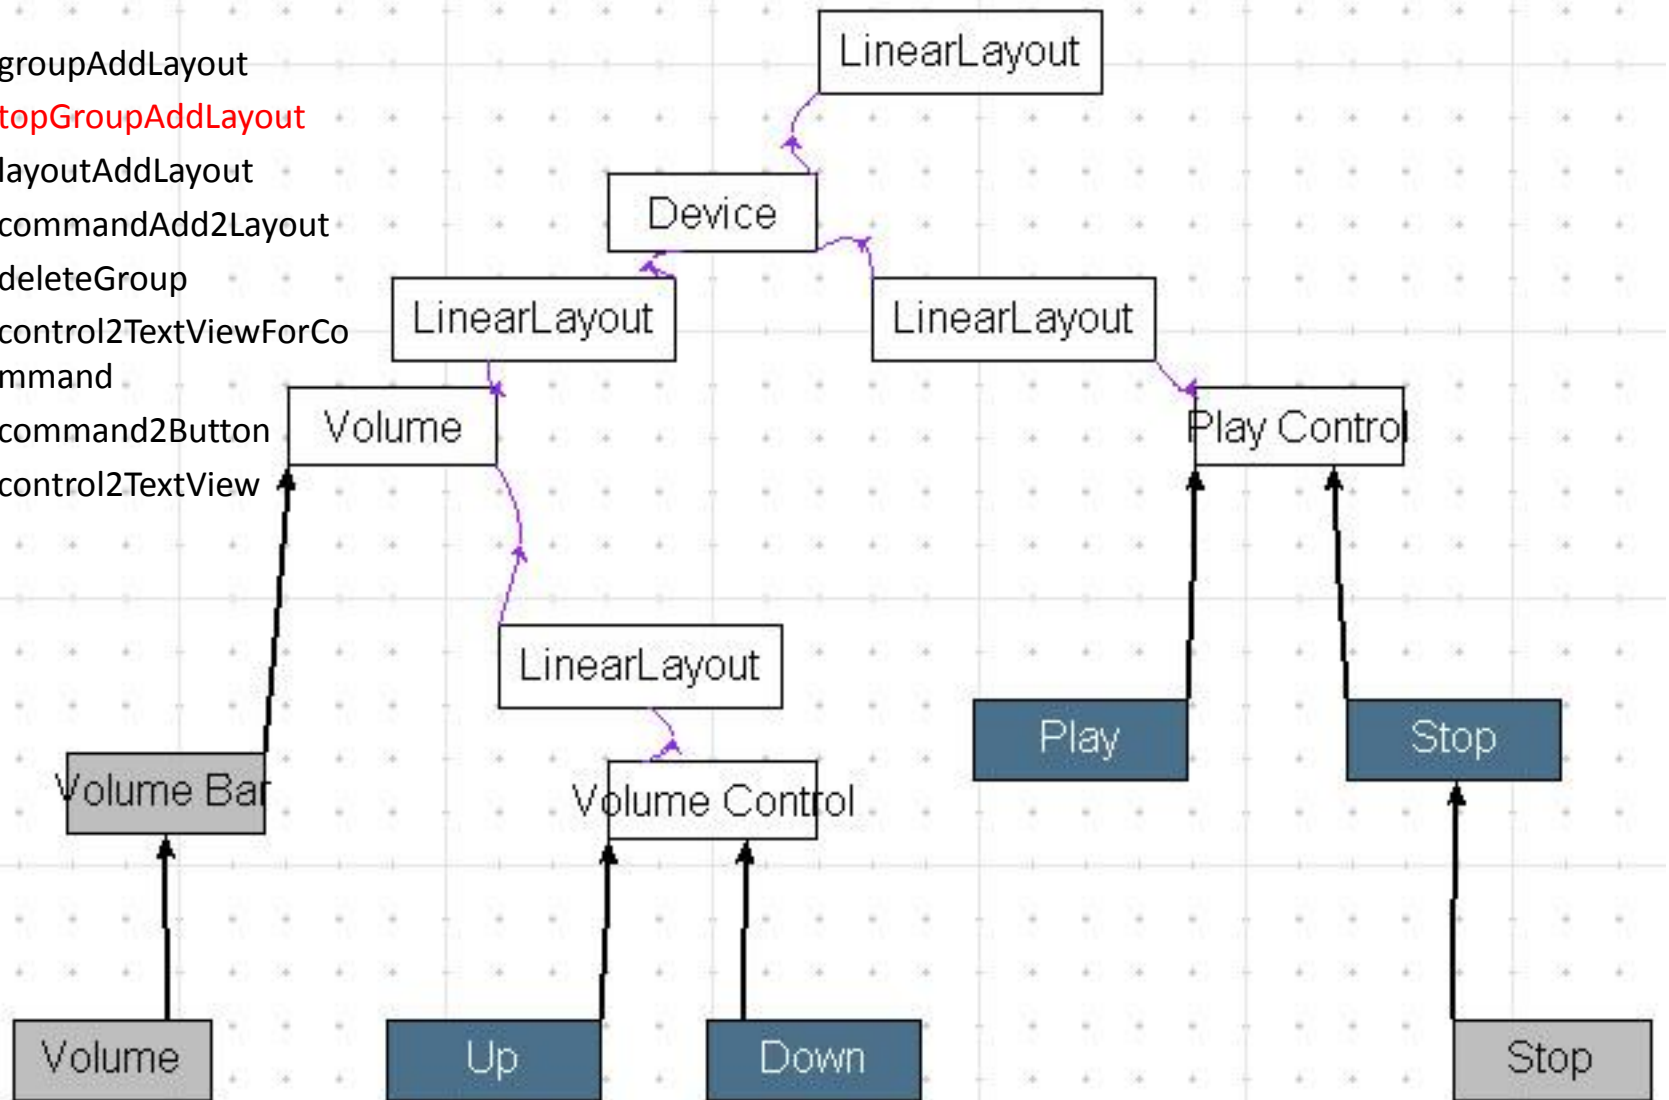 groupAddLayout
topGroupAddLayout
layoutAddLayout
commandAdd2Layout
deleteGroup
control2TextViewForCo
mmand
command2Button
control2TextView
LinearLayout
Device
LinearLayout
LinearLayout
Volume
Play Control
LinearLayout
Play
Stop
Volume Bar
Volume Control
Volume
Up
Down
Stop